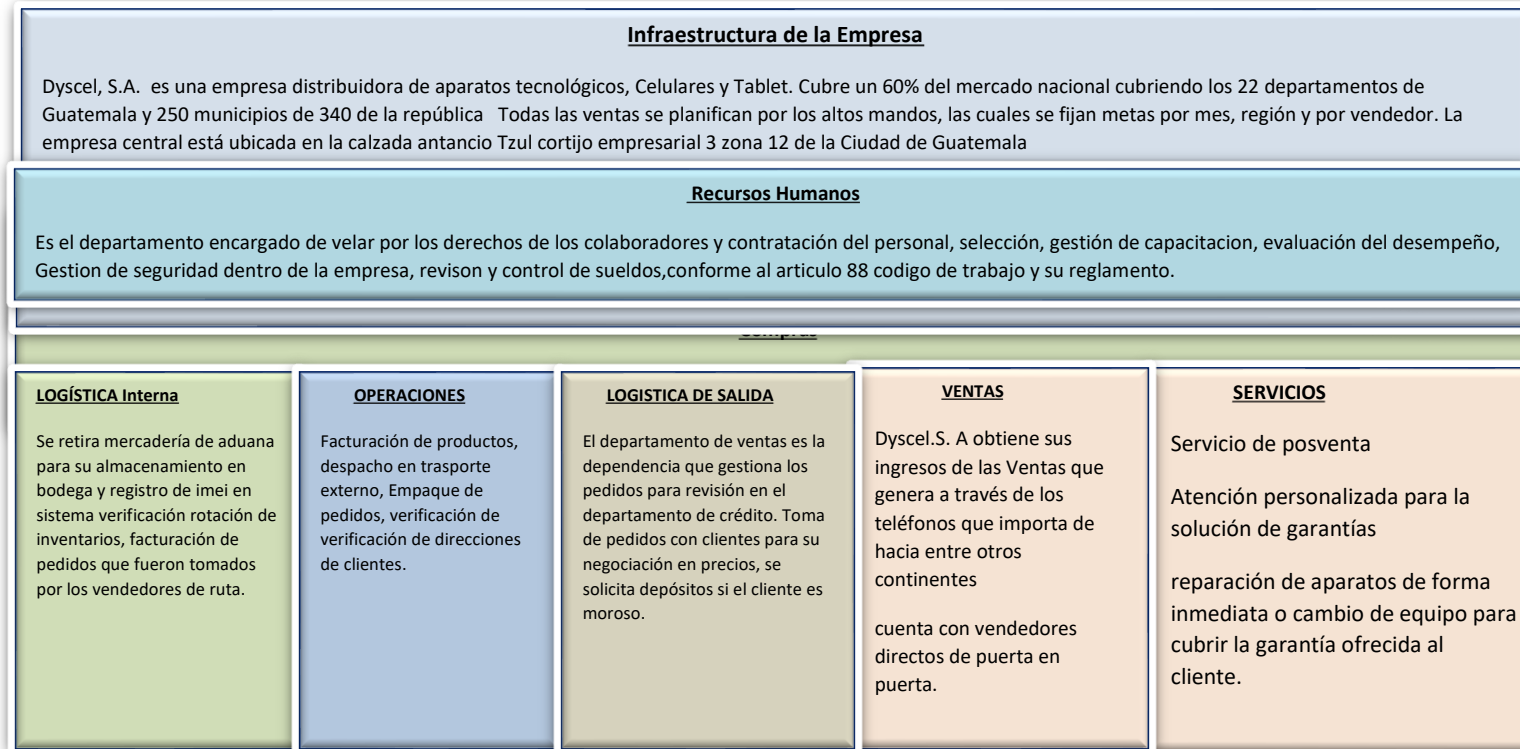 Infraestructura de la Empresa
Dyscel, S.A. es una empresa distribuidora de aparatos tecnológicos, Celulares y Tablet. Cubre un 60% del mercado nacional cubriendo los 22 departamentos de
Guatemala y 250 municipios de 340 de la república Todas las ventas se planifican por los altos mandos, las cuales se fijan metas por mes, región y por vendedor. La
empresa central está ubicada en la calzada antancio Tzul cortijo empresarial 3 zona 12 de la Ciudad de Guatemala
Recursos Humanos
Es el departamento encargado de velar por los derechos de los colaboradores y contratación del personal, selección, gestión de capacitacion, evaluación del desempeño,
Gestion de seguridad dentro de la empresa, revison y control de sueldos,conforme al articulo 88 codigo de trabajo y su reglamento.
Compras
LOGÍSTICA Interna
Se retira mercadería de aduana
para su almacenamiento en
bodega y registro de imei en
sistema verificación rotación de
inventarios, facturación de
pedidos que fueron tomados
por los vendedores de ruta.
OPERACIONES
Facturación de productos,
despacho en trasporte
externo, Empaque de
pedidos, verificación de
verificación de direcciones
de clientes.
LOGISTICA DE SALIDA
El departamento de ventas es la
dependencia que gestiona los
pedidos para revisión en el
departamento de crédito. Toma
de pedidos con clientes para su
negociación en precios, se
solicita depósitos si el cliente es
moroso.
VENTAS
Dyscel.S. A obtiene sus
ingresos de las Ventas que
genera a través de los
teléfonos que importa de
hacia entre otros
continentes
cuenta con vendedores
directos de puerta en
puerta.
SERVICIOS
Servicio de posventa
Atención personalizada para la
solución de garantías
reparación de aparatos de forma
inmediata o cambio de equipo para
cubrir la garantía ofrecida al
cliente.